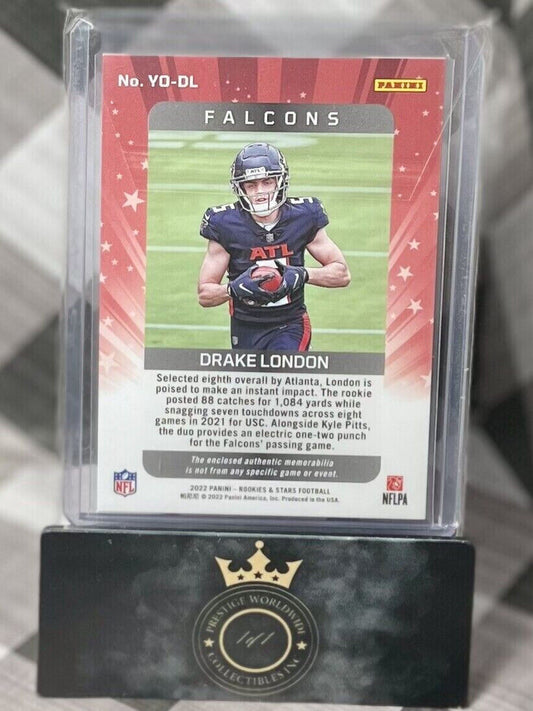 No. YO-DL
PANINI
FALCONS
ATL
5
ATL
5
DRAKE LONDON
Selected eighth overall by Atlanta, London is
poised to make an instant impact. The rookie
posted 88 catches for 1,084 yards while
snagging seven touchdowns across eight
games in 2021 for USC. Alongside Kyle Pitts,
the duo provides an electric one-two punch
for the Falcons' passing game.
The enclosed authentic memorabilia
is not from any specific game or event.
NFL
NFLPA
2022 PANINI – ROOKIES & STARS FOOTBALL
© 2022 Panini America, Inc. Produced in the USA.
PRESTIGE WORLDWIDE
1of1
COLLECTIBLES INC